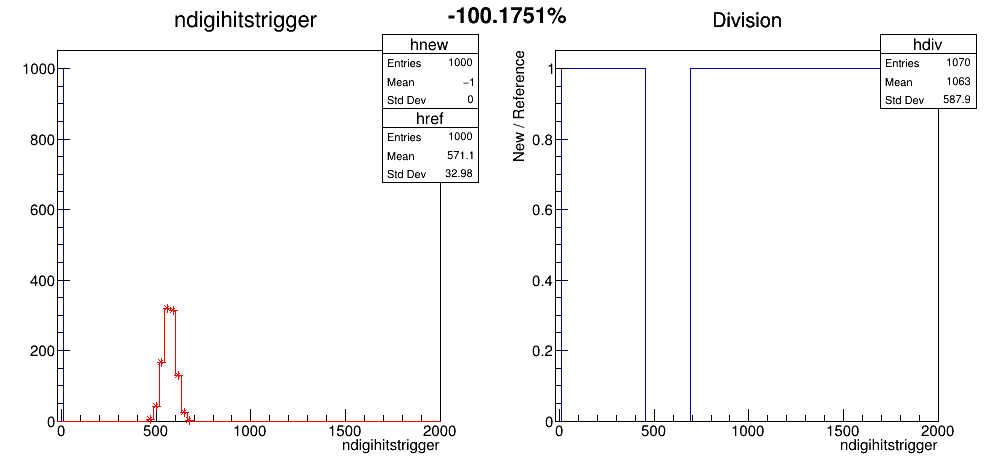 ndigihitstrigger
-100.1751%
Division
hnew
Entries 1000
Mean −1
Std Dev 0
href
Entries 1000
Mean 571.1
Std Dev 32.98
1000
800
600
400
200
0
0 500 1000 1500 2000
ndigihitstrigger
hdiv
Entries 1070
Mean 1063
Std Dev 587.9
New / Reference
1
0.8
0.6
0.4
0.2
0
0 500 1000 1500 2000
ndigihitstrigger